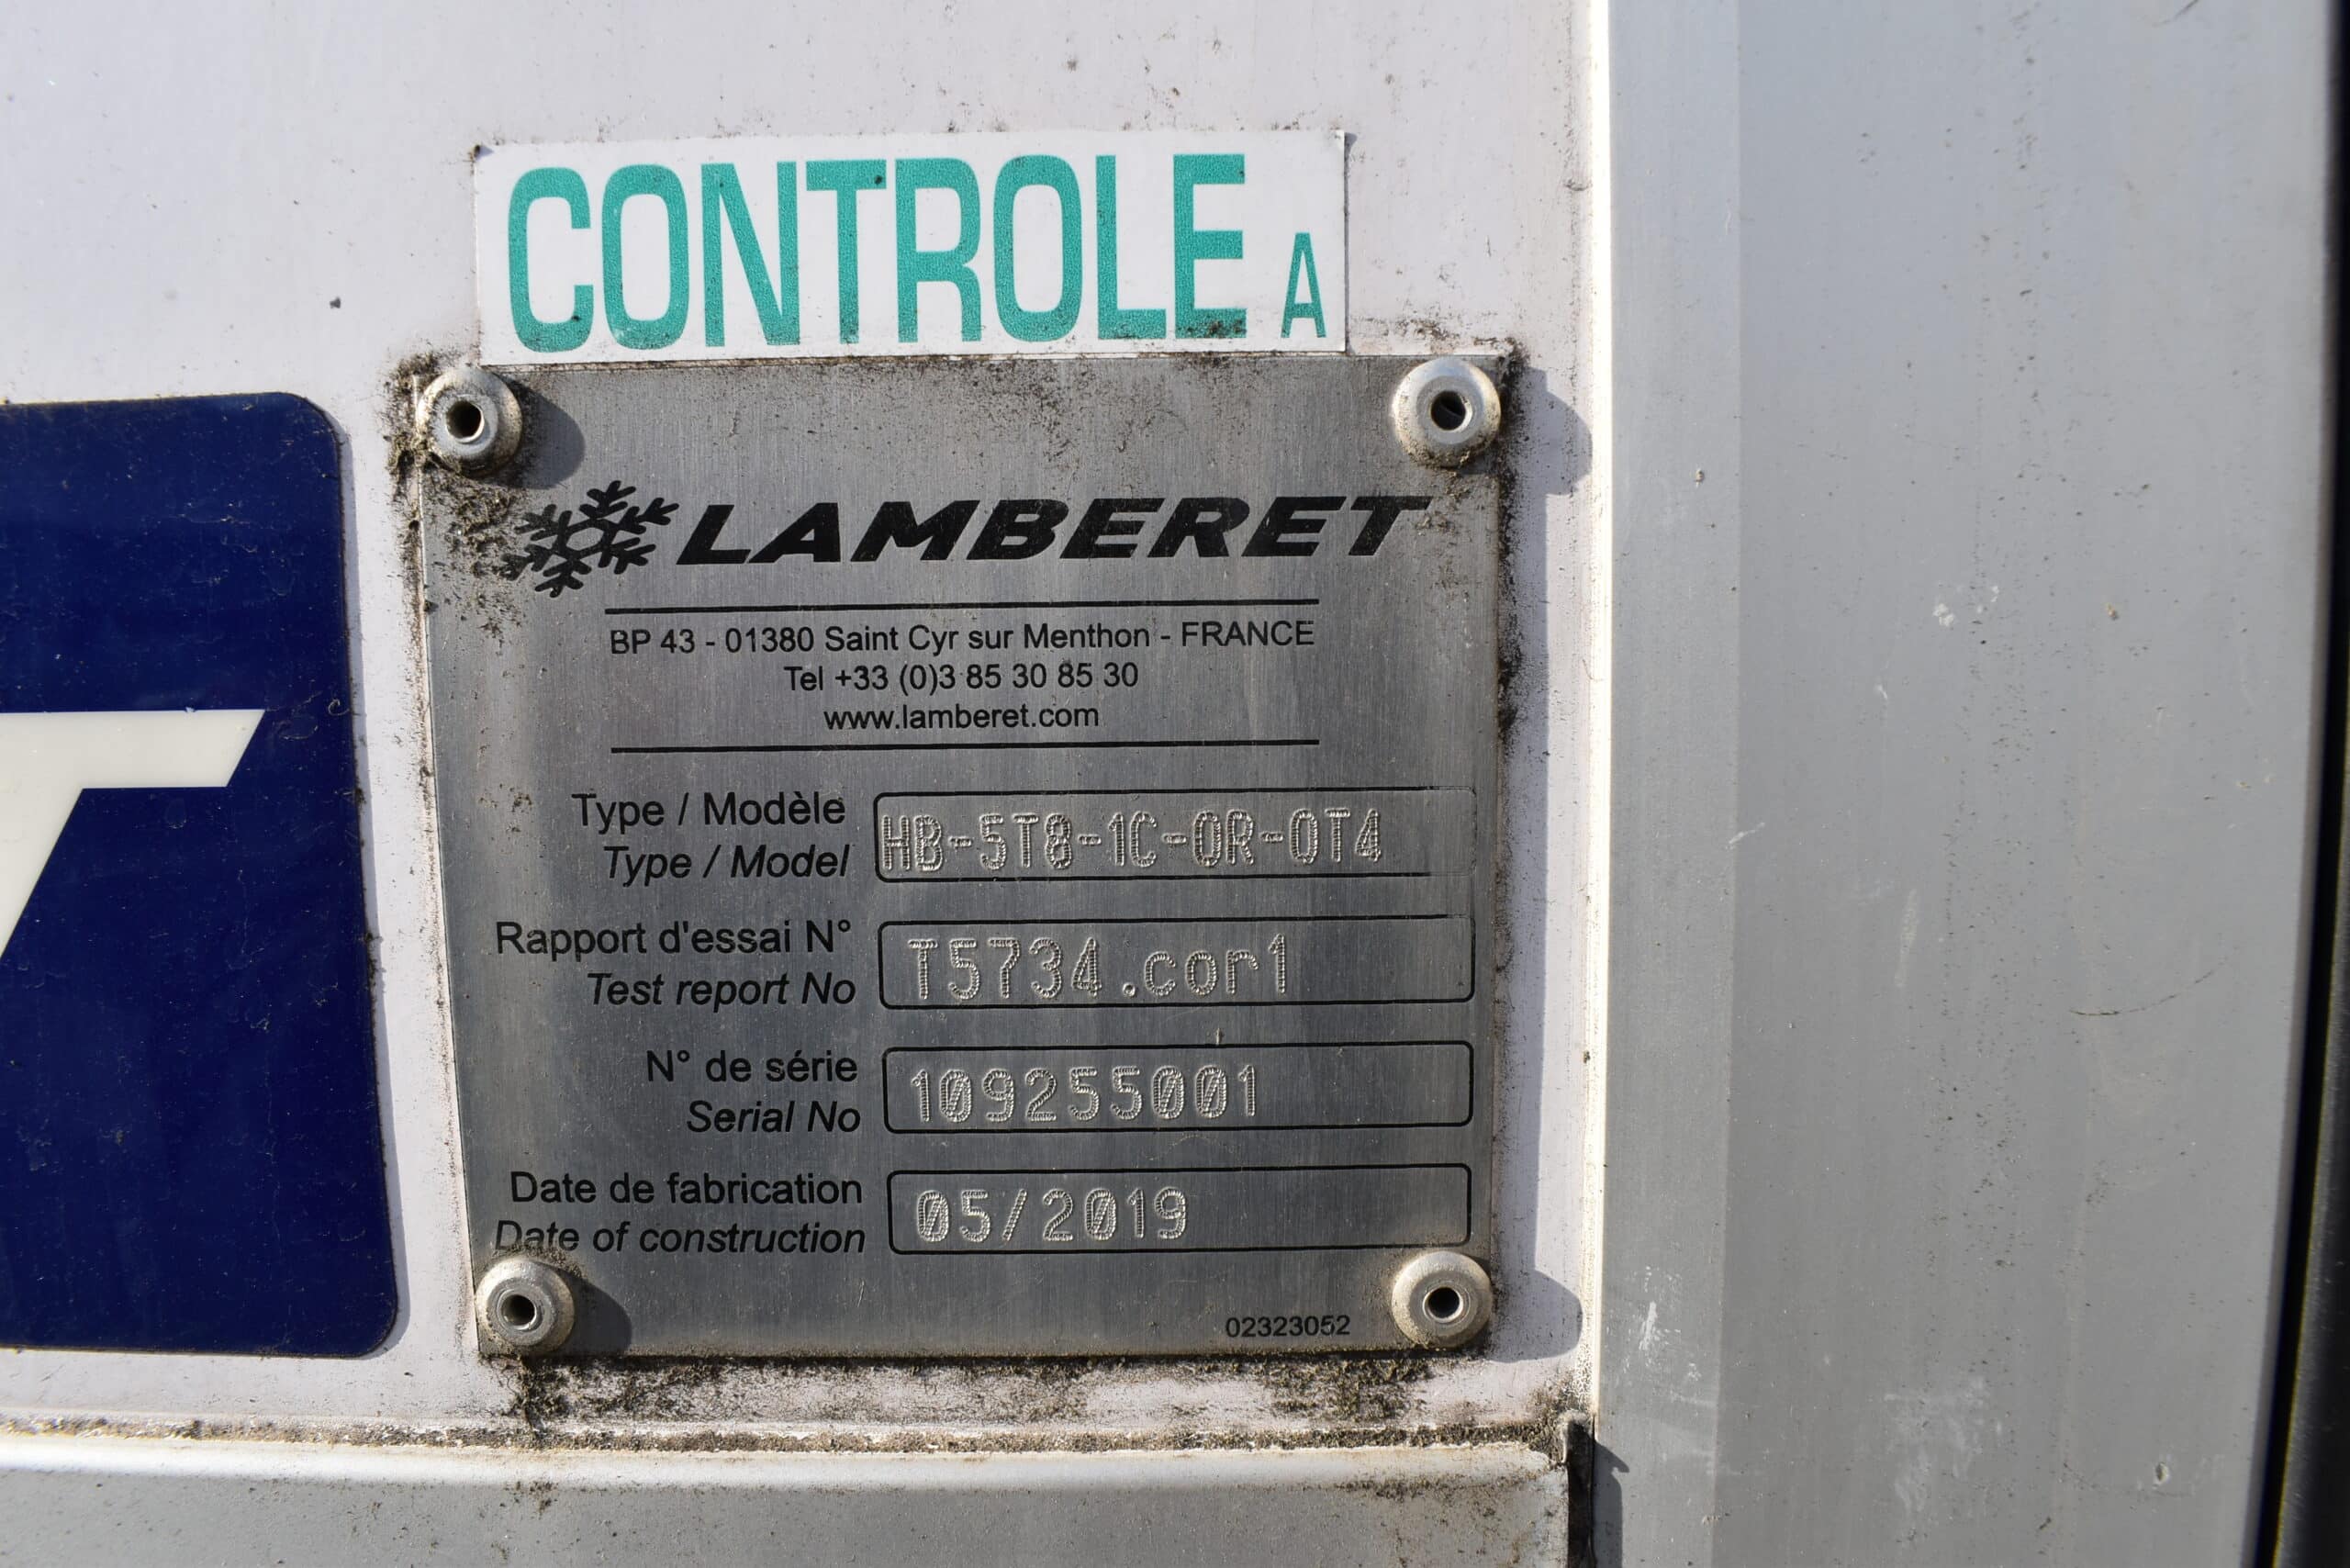 CONTROLE A
LAMBERET
BP 43 - 01380 Saint Cyr sur Menthon - FRANCE
Tel +33 (0)3 85 30 85 30
www.lamberet.com
Type / Modèle
Type / Model
HB-5T8-1C-0R-0T4
Rapport d'essai N°
Test report No
T5734.cor1
N° de série
Serial No
109255001
Date de fabrication
Date of construction
05/2019
02323052